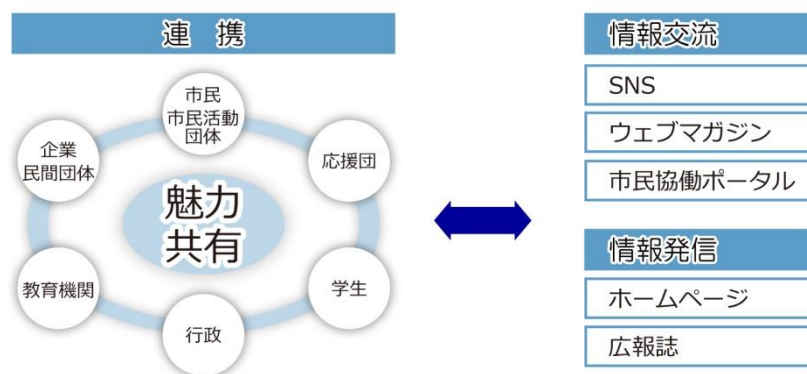 連 携
市民
市民活動
団体
企業
民間団体
応援団
魅力
共有
教育機関
学生
行政
情報交流
SNS
ウェブマガジン
市民協働ポータル
情報発信
ホームページ
広報誌